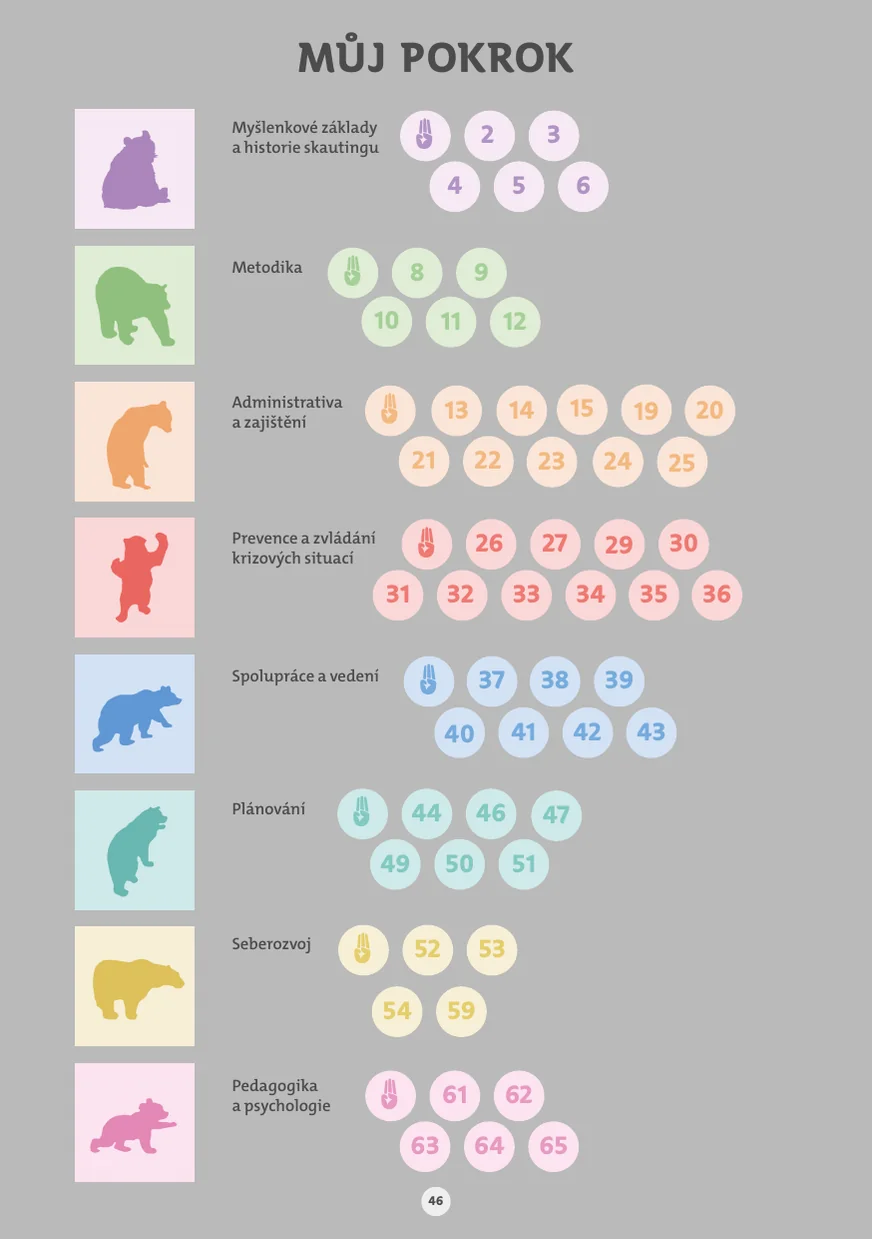 MŮJ POKROK
Myšlenkové základy
a historie skautingu
2 3
4 5 6
Metodika
8 9
10 11 12
Administrativa
a zajištění
13 14 15 19 20
21 22 23 24 25
Prevence a zvládání
krizových situací
26 27 29 30
31 32 33 34 35 36
Spolupráce a vedení
37 38 39
40 41 42 43
Plánování
44 46 47
49 50 51
Seberozvoj
52 53
54 59
Pedagogika
a psychologie
61 62
63 64 65
46